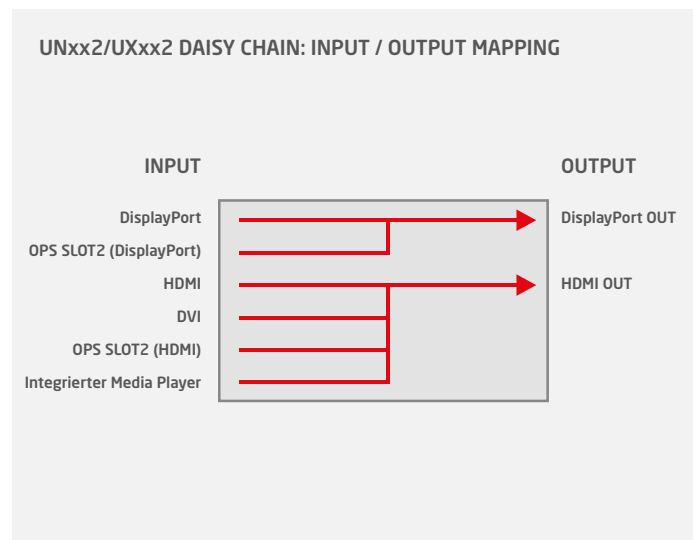 UNxx2/UXxx2 DAISY CHAIN: INPUT / OUTPUT MAPPING
INPUT
OUTPUT
DisplayPort
DisplayPort OUT
OPS SLOT2 (DisplayPort)
HDMI
HDMI OUT
DVI
OPS SLOT2 (HDMI)
Integrierter Media Player